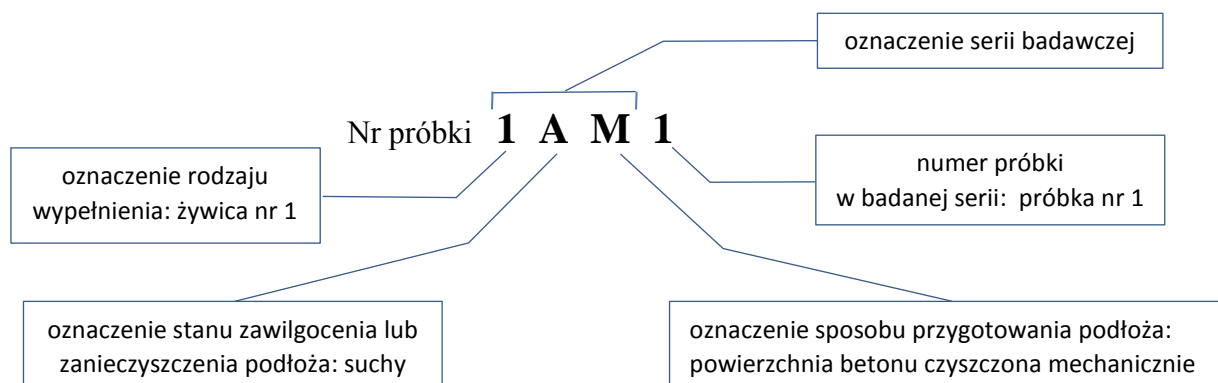 oznaczenie serii badawczej
Nr próbki 1 A M 1
oznaczenie rodzaju
wypełnienia: żywica nr 1
numer próbki
w badanej serii: próbka nr 1
oznaczenie stanu zawilgocenia lub
zanieczyszczenia podłoża: suchy
oznaczenie sposobu przygotowania podłoża:
powierzchnia betonu czyszczona mechanicznie